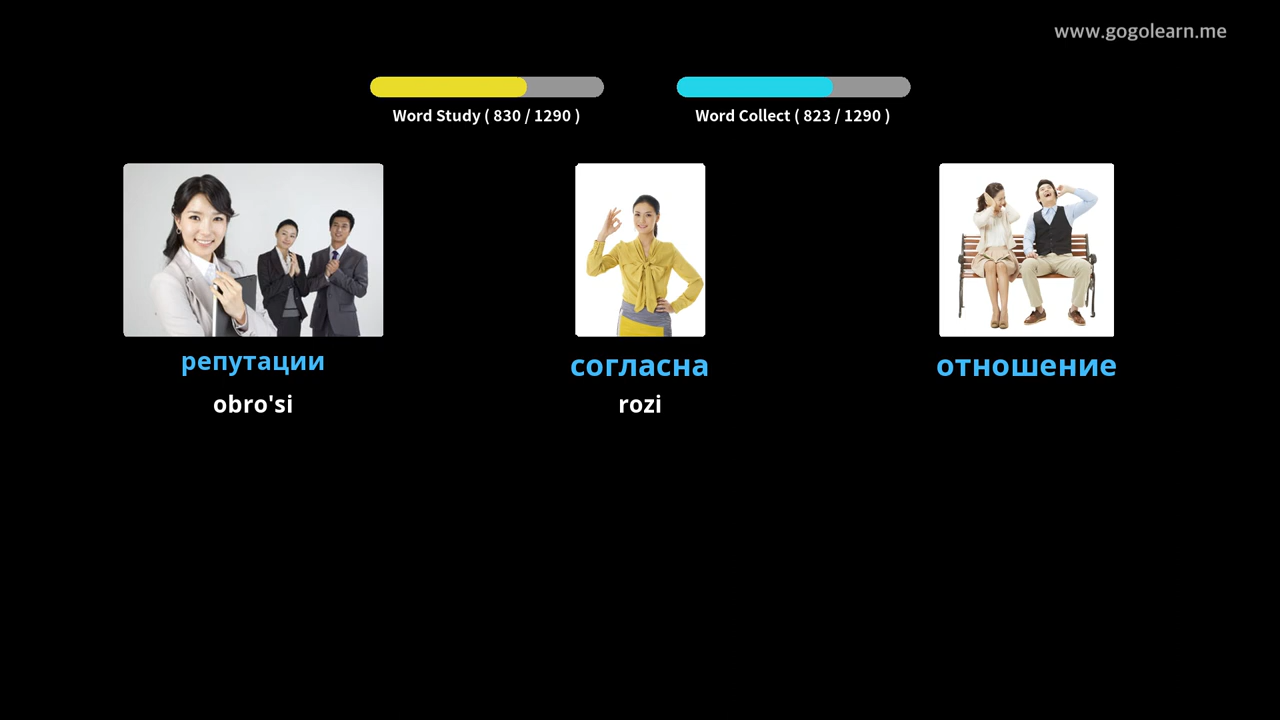 www.gogolearn.me
Word Study ( 830 / 1290 )
Word Collect ( 823 / 1290 )
репутации
согласна
отношение
obro'si
rozi